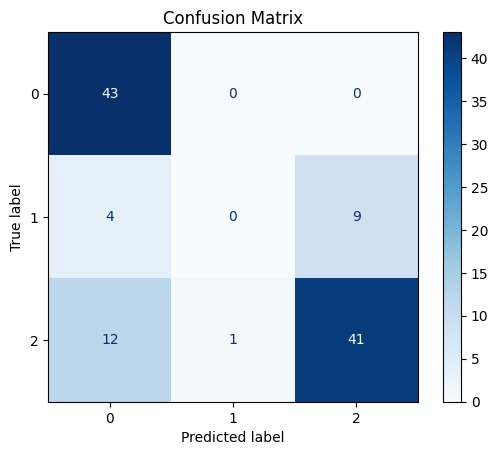 Confusion Matrix
0 43 0 0
1 4 0 9
2 12 1 41
0 1 2
True label
Predicted label
40
35
30
25
20
15
10
5
0